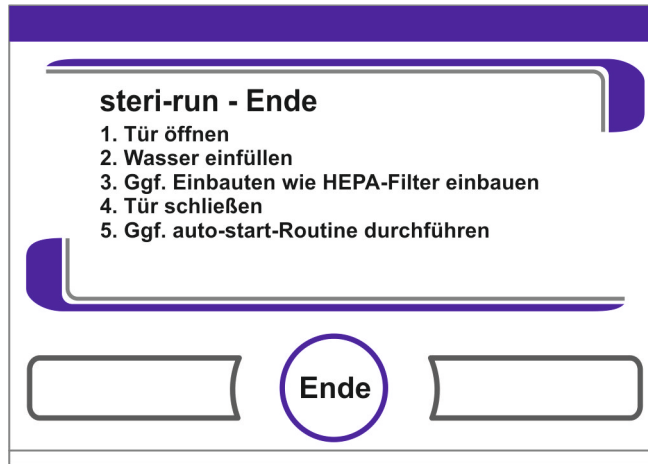 steri-run - Ende
1. Tür öffnen
2. Wasser einfüllen
3. Ggf. Einbauten wie HEPA-Filter einbauen
4. Tür schließen
5. Ggf. auto-start-Routine durchführen
Ende